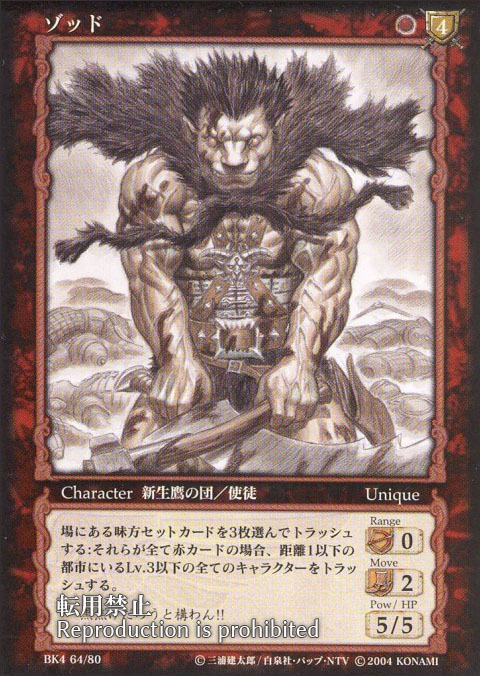 ゾッド
4
Character 新生鷹の団／使徒
Unique
場にある味方セットカードを3枚選んでトラッシュ
する:それらが全て赤カードの場合、距離1以下の
都市にいるLv.3以下の全てのキャラクターをトラッ
シュする。
うと構わん!!
Range
0
Move
2
Pow/ HP
5/5
転用禁止
Reproduction is prohibited
BK4 64/80
© 三浦建太郎／白泉社・バップ・NTV © 2004 KONAMI